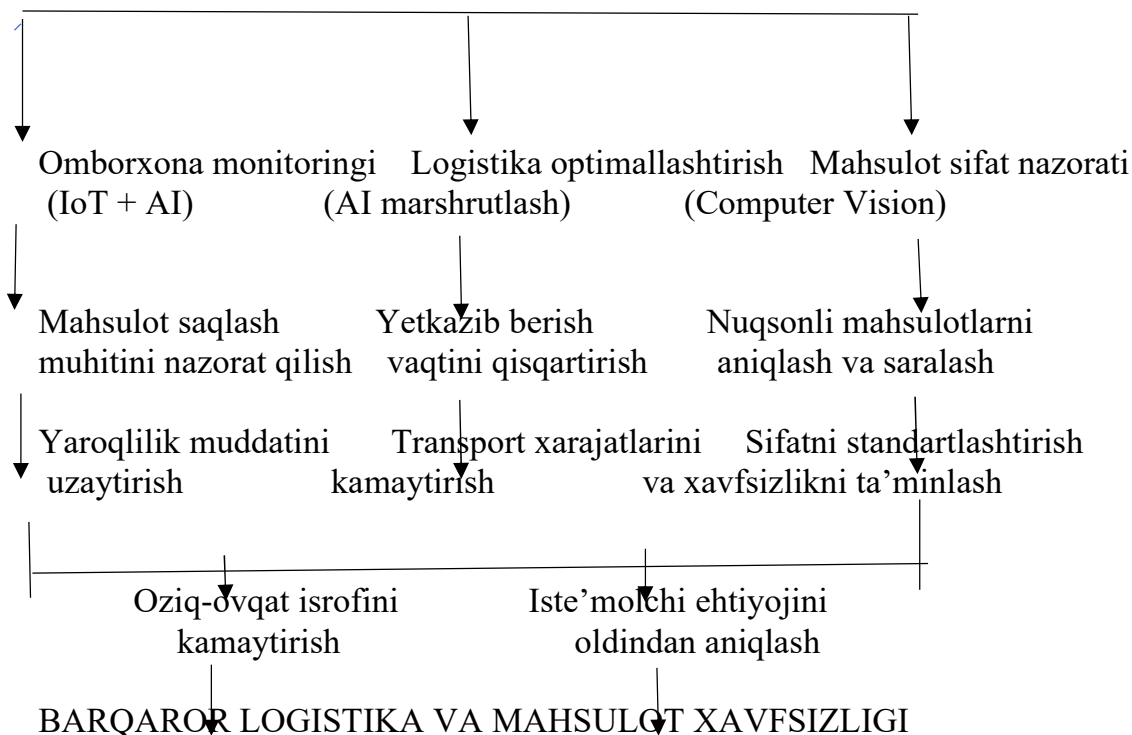 Omborxona monitoringi Logistika optimallashtirish Mahsulot sifat nazorati
(IoT + AI) (AI marshrutlash) (Computer Vision)
Mahsulot saqlash Yetkazib berish Nuqsonli mahsulotlarni
muhitini nazorat qilish vaqtini qisqartirish aniqlash va saralash
Yaroqlilik muddatini Transport xarajatlarini Sifatni standartlashtirish
uzaytirish kamaytirish va xavfsizlikni ta’minlash
Oziq-ovqat isrofini Iste’molchi ehtiyojini
kamaytirish oldindan aniqlash
BARQAROR LOGISTIKA VA MAHSULOT XAVFSIZLIGI